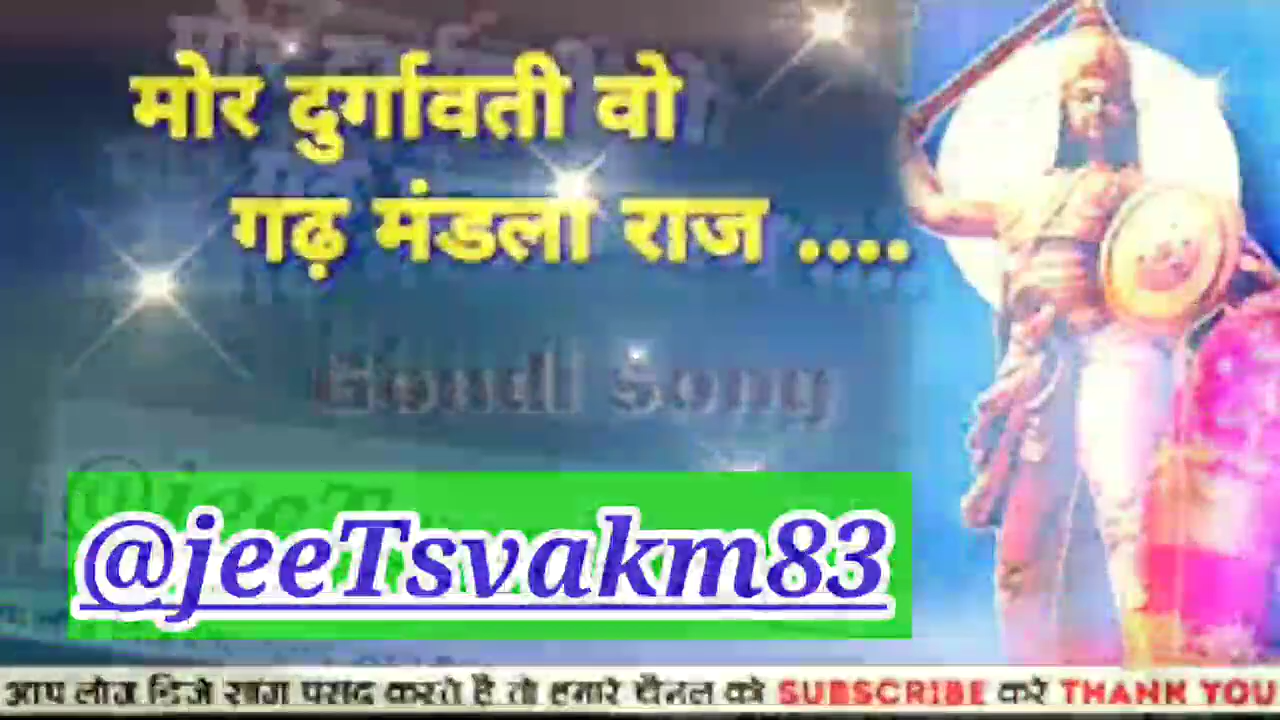 मोर दुर्गावती वो
गढ़ मंडला राज ....
Gondi Song
@jeeTsvakm83
आप लोग डिजे सांग पसंद करते है तो हमारे चैनल को SUBSCRIBE करे THANK YOU